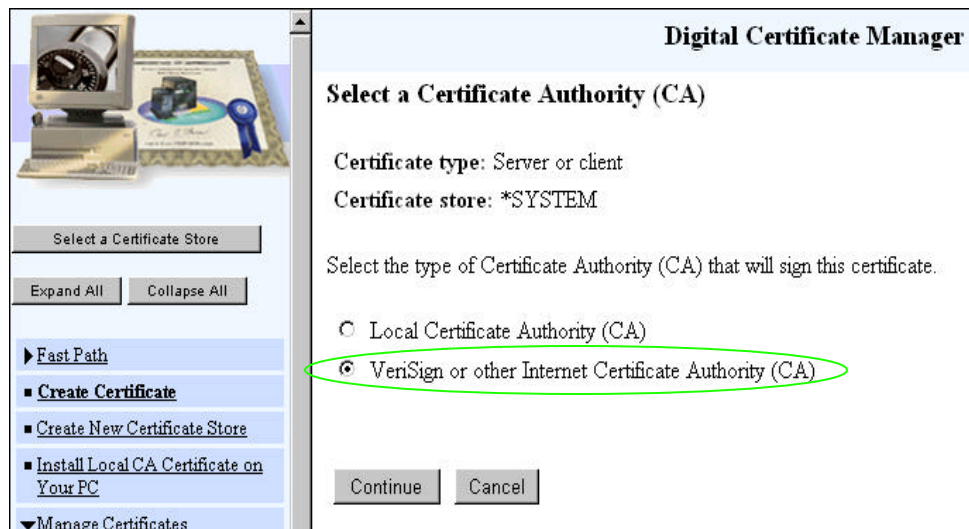 Digital Certificate Manager
Select a Certificate Store
Expand All
Collapse All
Fast Path
Create Certificate
Create New Certificate Store
Install Local CA Certificate on
Your PC
Manage Certificates
Select a Certificate Authority (CA)
Certificate type: Server or client
Certificate store: *SYSTEM
Select the type of Certificate Authority (CA) that will sign this certificate.
Local Certificate Authority (CA)
VeriSign or other Internet Certificate Authority (CA)
Continue
Cancel